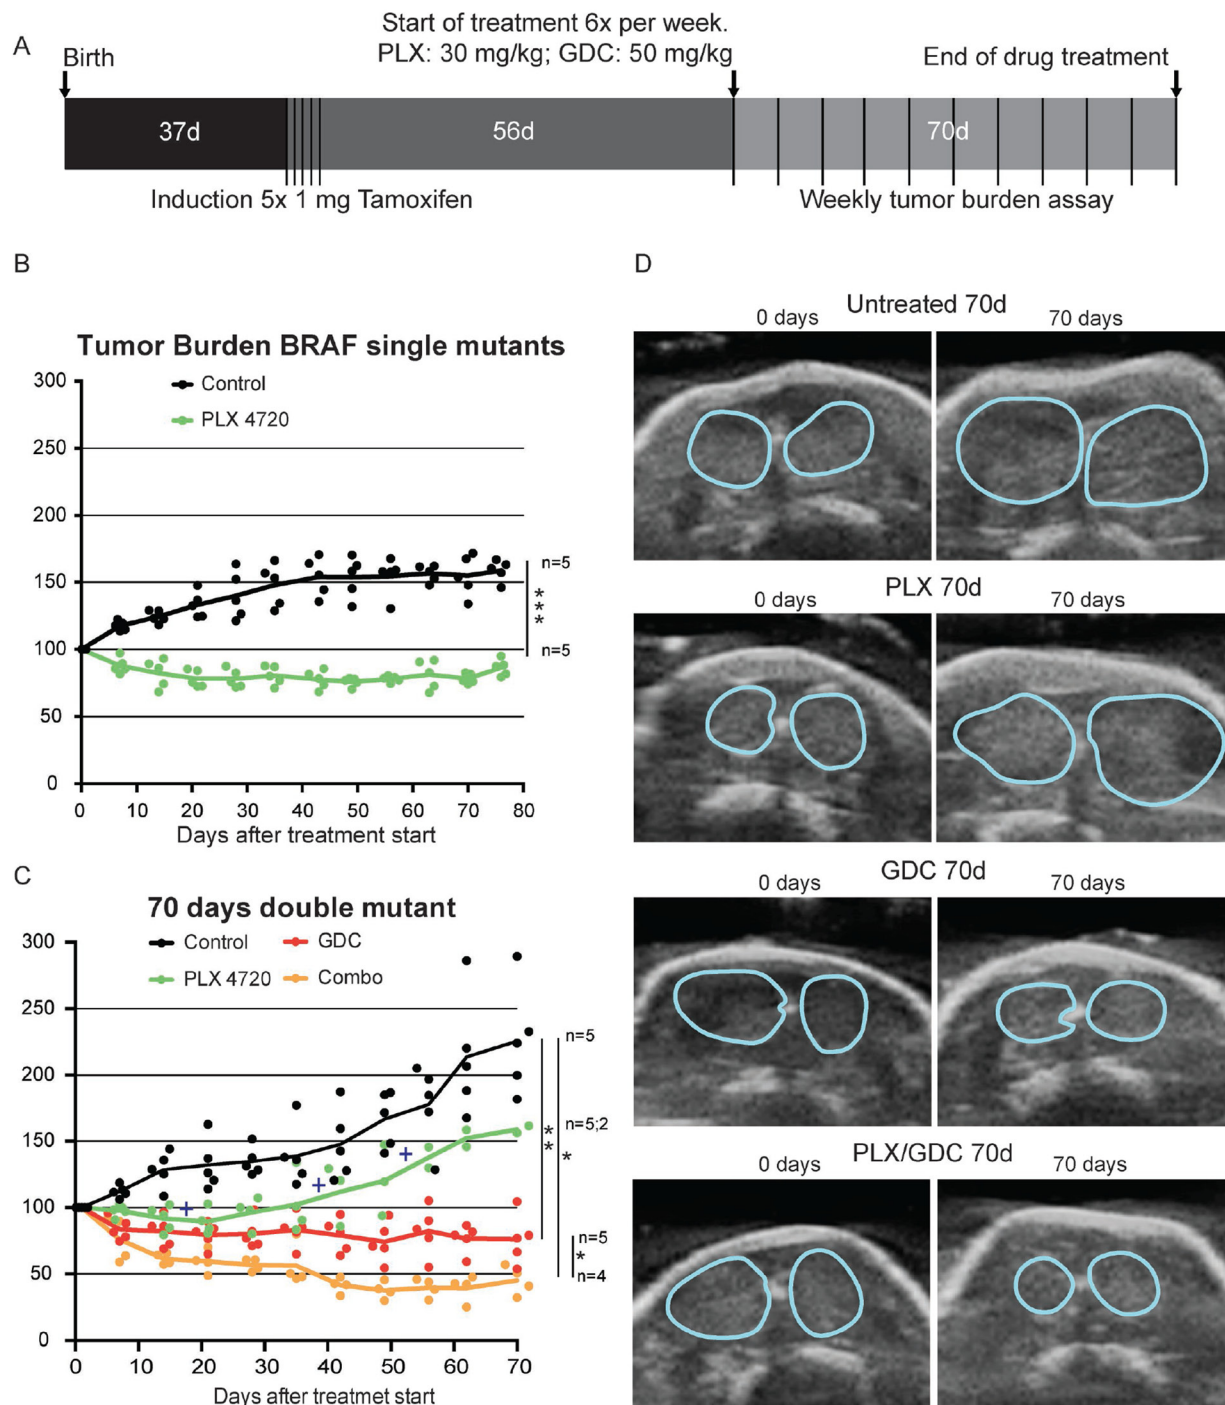 A
Start of treatment 6x per week.
Birth
PLX: 30 mg/kg; GDC: 50 mg/kg
End of drug treatment
37d
56d
70d
Induction 5x 1 mg Tamoxifen
Weekly tumor burden assay
B
Tumor Burden BRAF single mutants
300
Control
PLX 4720
250
200
150
100
50
0
n=5
***
n=5
0 10 20 30 40 50 60 70 80
Days after treatment start
C
70 days double mutant
300
Control
GDC
PLX 4720
Combo
250
200
150
100
50
0
n=5
n=5;2
**
*
+
+
+
n=5
*
n=4
0 10 20 30 40 50 60 70
Days after treatmet start
D
Untreated 70d
0 days
70 days
PLX 70d
0 days
70 days
GDC 70d
0 days
70 days
PLX/GDC 70d
0 days
70 days